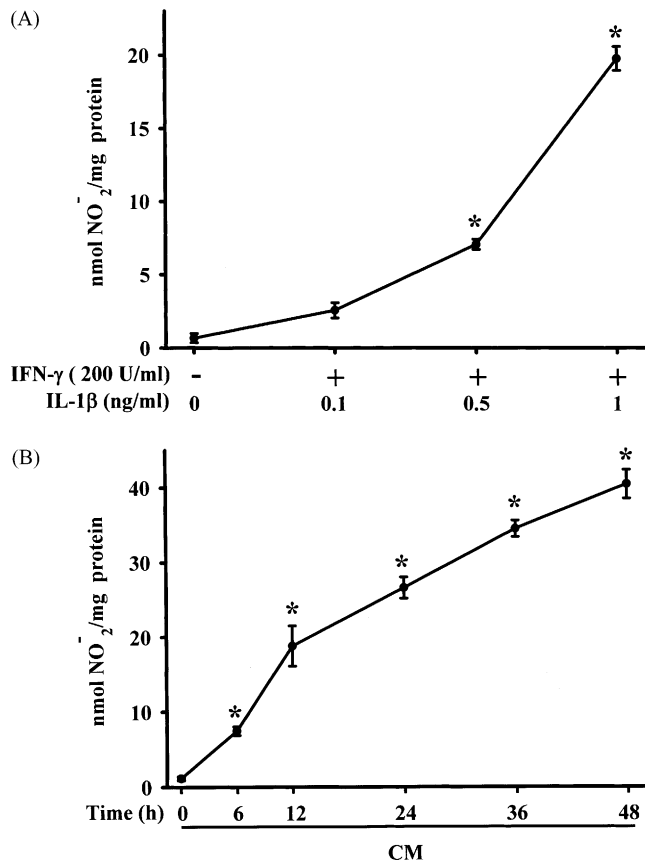 (A)
nmol NO2-/mg protein
20
15
10
5
0
*
*
IFN-γ ( 200 U/ml) - + + +
IL-1β (ng/ml) 0 0.1 0.5 1
(B)
nmol NO2-/mg protein
40
30
20
10
0
*
*
*
*
*
Time (h) 0 6 12 24 36 48
CM